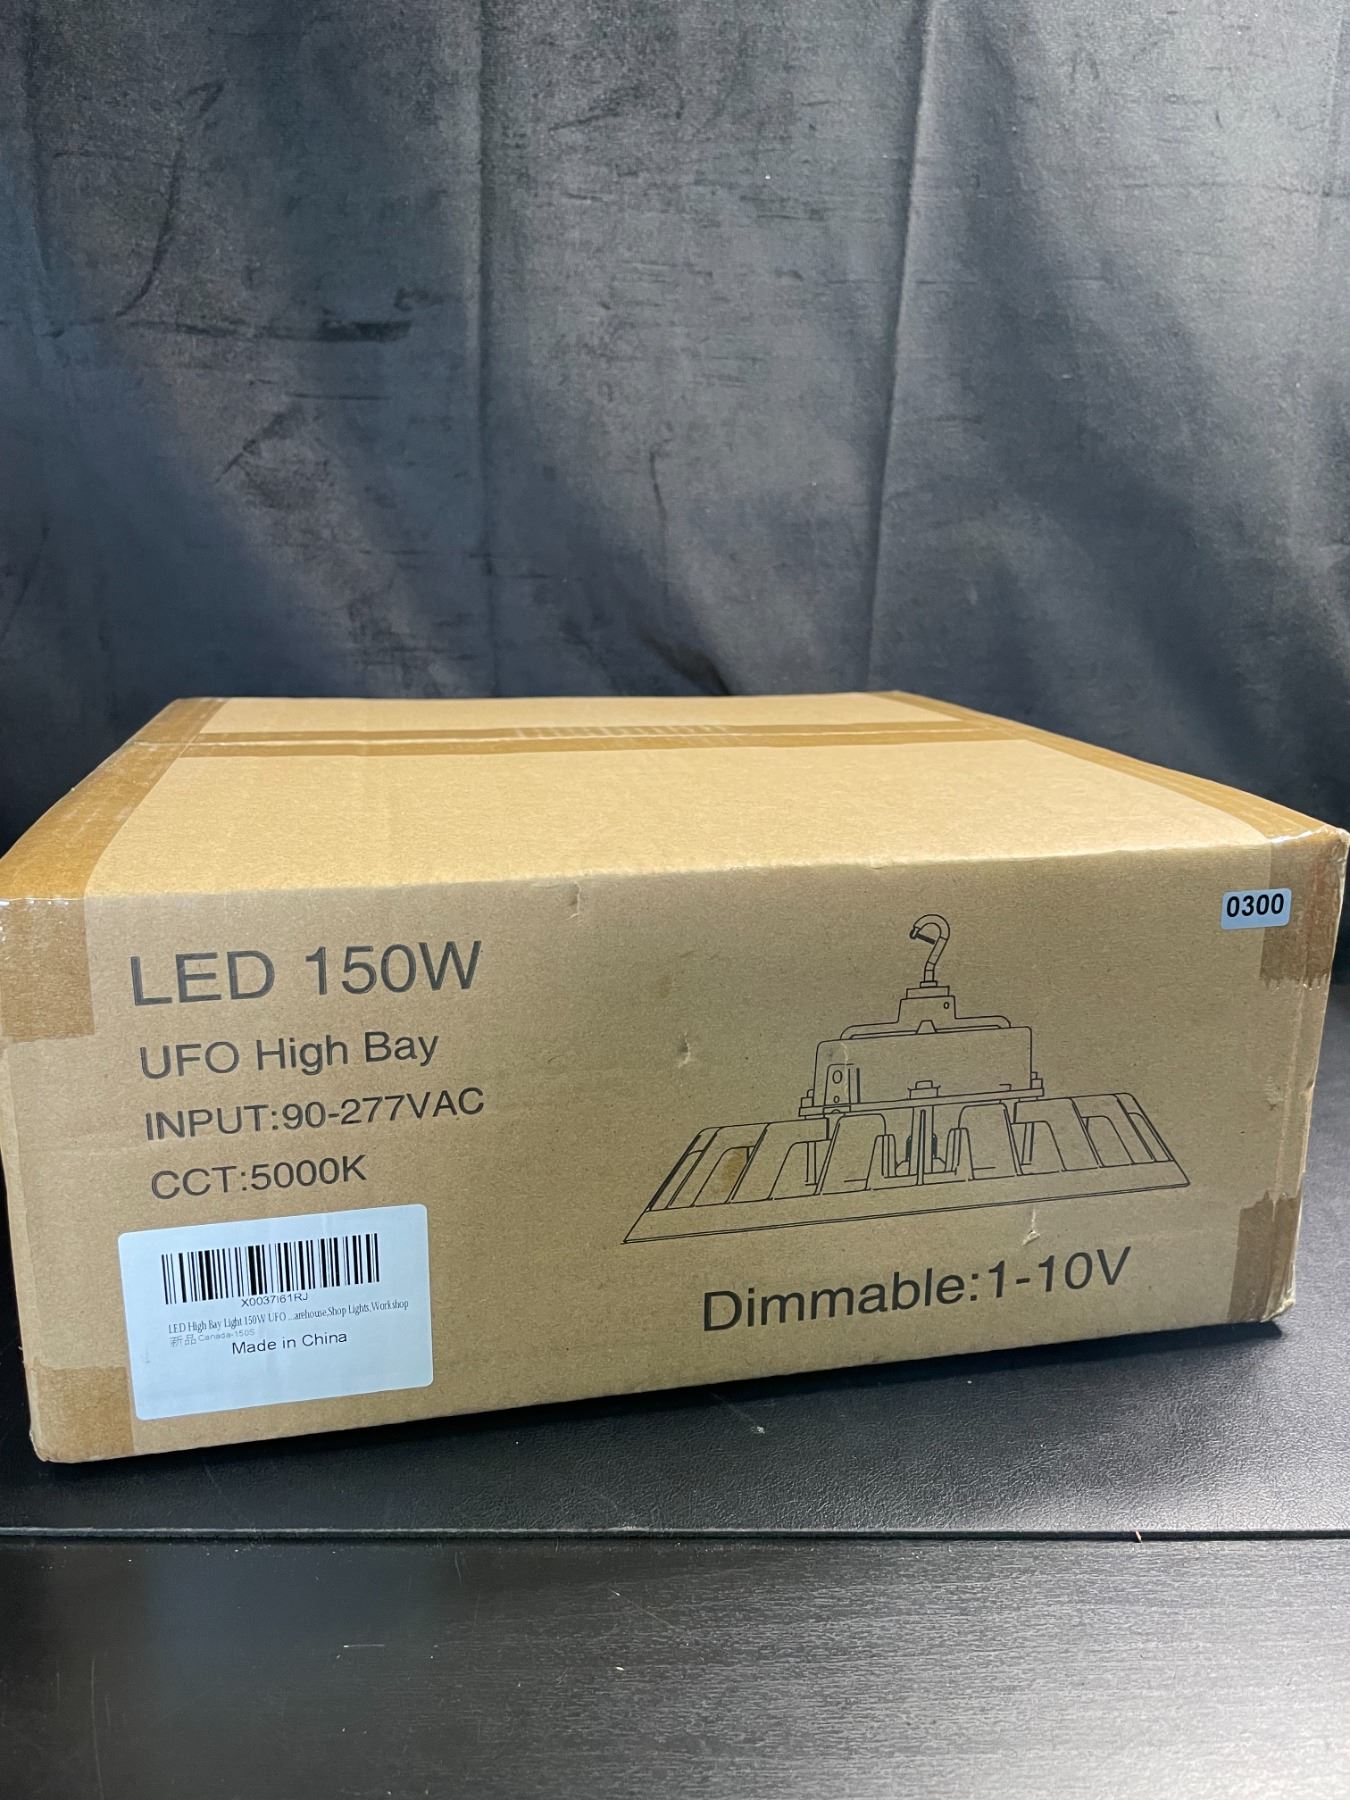 0300
LED 150W
UFO High Bay
INPUT:90-277VAC
CCT:5000K
Dimmable:1-10V
X0037I61RJ
LED High Bay Light 150W UFO ...arehouse,Shop Lights,Workshop
新品 Canada-150S
Made in China